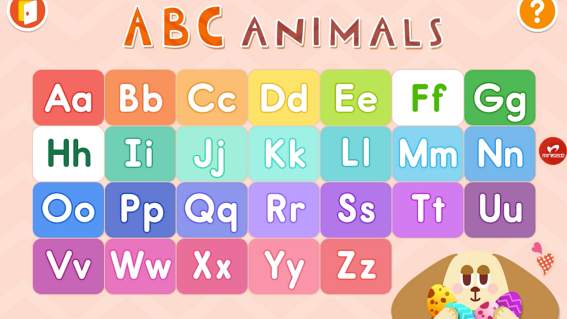 ABC ANIMALS
?
Aa Bb Cc Dd Ee Ff Gg
Hh Ii Jj Kk Ll Mm Nn
Oo Pp Qq Rr Ss Tt Uu
Vv Ww Xx Yy Zz